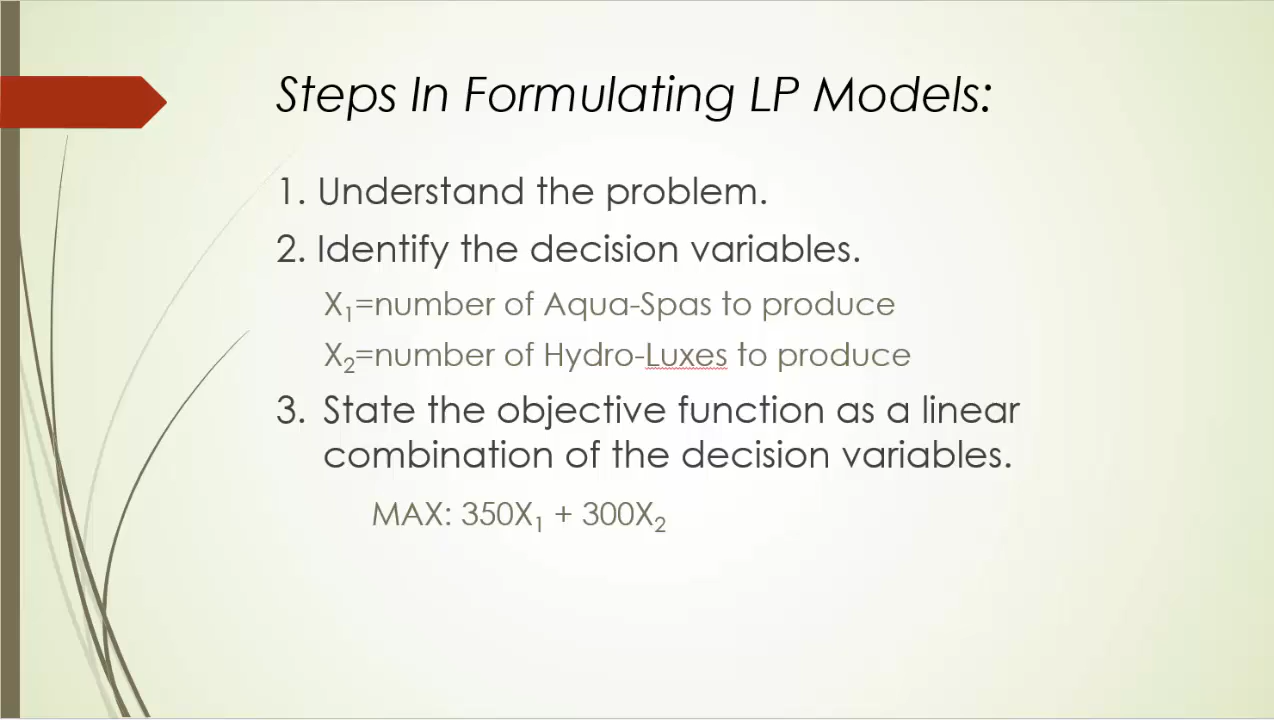 Steps In Formulating LP Models:
1. Understand the problem.
2. Identify the decision variables.
X₁=number of Aqua-Spas to produce
X₂=number of Hydro-Luxes to produce
3. State the objective function as a linear
combination of the decision variables.
MAX: 350X₁ + 300X₂